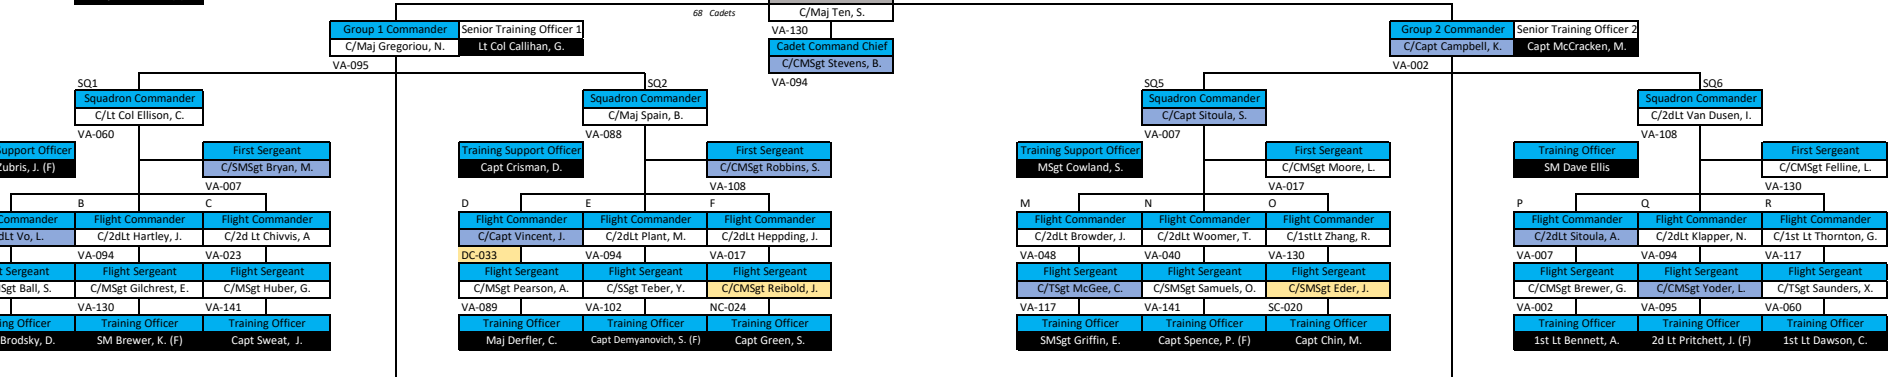 68 Cadets
C/Maj Ten, S.
VA-130
Cadet Command Chief
C/CMSgt Stevens, B.
VA-094
Group 1 Commander
Senior Training Officer 1
C/Maj Gregoriou, N.
Lt Col Callihan, G.
VA-095
Group 2 Commander
Senior Training Officer 2
C/Capt Campbell, K.
Capt McCracken, M.
VA-002
SQ1
Squadron Commander
C/Lt Col Ellison, C.
VA-060
Support Officer
Zubris, J. (F)
First Sergeant
C/SMSgt Bryan, M.
VA-007
Commander
dLt Vo, L.
Sergeant
Sgt Ball, S.
ing Officer
Brodsky, D.
B
Flight Commander
C/2dLt Hartley, J.
VA-094
Flight Sergeant
C/MSgt Gilchrest, E.
VA-130
Training Officer
SM Brewer, K. (F)
C
Flight Commander
C/2d Lt Chivvis, A
VA-023
Flight Sergeant
C/MSgt Huber, G.
VA-141
Training Officer
Capt Sweat, J.
SQ2
Squadron Commander
C/Maj Spain, B.
VA-088
Training Support Officer
Capt Crisman, D.
First Sergeant
C/CMSgt Robbins, S.
VA-108
D
Flight Commander
C/Capt Vincent, J.
DC-033
Flight Sergeant
C/MSgt Pearson, A.
VA-089
Training Officer
Maj Derfler, C.
E
Flight Commander
C/2dLt Plant, M.
VA-094
Flight Sergeant
C/SSgt Teber, Y.
VA-102
Training Officer
Capt Demyanovich, S. (F)
F
Flight Commander
C/2dLt Heppding, J.
VA-017
Flight Sergeant
C/CMSgt Reibold, J.
NC-024
Training Officer
Capt Green, S.
SQ5
Squadron Commander
C/Capt Sitoula, S.
VA-007
Training Support Officer
MSgt Cowland, S.
First Sergeant
C/CMSgt Moore, L.
VA-017
M
Flight Commander
C/2dLt Browder, J.
VA-048
Flight Sergeant
C/TSgt McGee, C.
VA-117
Training Officer
SMSgt Griffin, E.
N
Flight Commander
C/2dLt Woomer, T.
VA-040
Flight Sergeant
C/SMSgt Samuels, O.
VA-141
Training Officer
Capt Spence, P. (F)
O
Flight Commander
C/1stLt Zhang, R.
VA-130
Flight Sergeant
C/SMSgt Eder, J.
SC-020
Training Officer
Capt Chin, M.
SQ6
Squadron Commander
C/2dLt Van Dusen, I.
VA-108
Training Officer
SM Dave Ellis
First Sergeant
C/CMSgt Felline, L.
VA-130
P
Flight Commander
C/2dLt Sitoula, A.
VA-007
Flight Sergeant
C/CMSgt Brewer, G.
VA-002
Training Officer
1st Lt Bennett, A.
Q
Flight Commander
C/2dLt Klapper, N.
VA-094
Flight Sergeant
C/CMSgt Yoder, L.
VA-095
Training Officer
2d Lt Pritchett, J. (F)
R
Flight Commander
C/1st Lt Thornton, G.
VA-117
Flight Sergeant
C/TSgt Saunders, X.
VA-060
Training Officer
1st Lt Dawson, C.